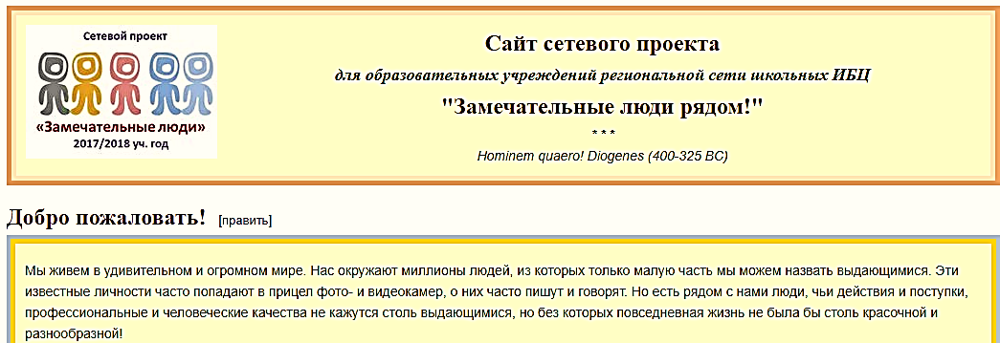 Сетевой проект
«Замечательные люди»
2017/2018 уч. год
Сайт сетевого проекта
для образовательных учреждений региональной сети школьных ИБЦ
"Замечательные люди рядом!"
* * *
Hominem quaero! Diogenes (400-325 BC)
Добро пожаловать! [править]
Мы живем в удивительном и огромном мире. Нас окружают миллионы людей, из которых только малую часть мы можем назвать выдающимися. Эти
известные личности часто попадают в прицел фото- и видеокамер, о них часто пишут и говорят. Но есть рядом с нами люди, чьи действия и поступки,
профессиональные и человеческие качества не кажутся столь выдающимися, но без которых повседневная жизнь не была бы столь красочной и
разнообразной!